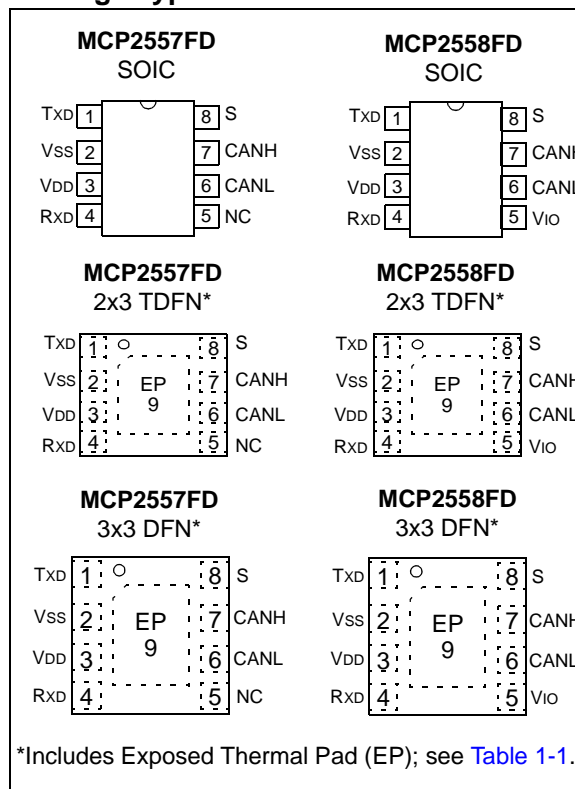 MCP2557FD MCP2558FD
SOIC SOIC
TXD 1 8 S TXD 1 8 S
VSS 2 7 CANH VSS 2 7
VDD 3 6 CANL VDD 3 6
RXD 4 5 NC RXD 4 5 VIO
MCP2557FD MCP2558FD
2x3 TDFN* 2x3 TDFN*
TXD 1 8 S TXD 1 8 S
VSS 2 EP 7 CANH VSS 2 EP 7
VDD 3 9 6 CANL VDD 3 9 6
RXD 4 5 NC RXD 4 5 VIO
MCP2557FD MCP2558FD
3x3 DFN* 3x3 DFN*
TXD 1 8 S TXD 1 8 S
VSS 2 EP 7 CANH VSS 2 EP 7
VDD 3 9 6 CANL VDD 3 9 6
RXD 4 5 NC RXD 4 5 VIO
*Includes Exposed Thermal Pad (EP); see Table 1-1.